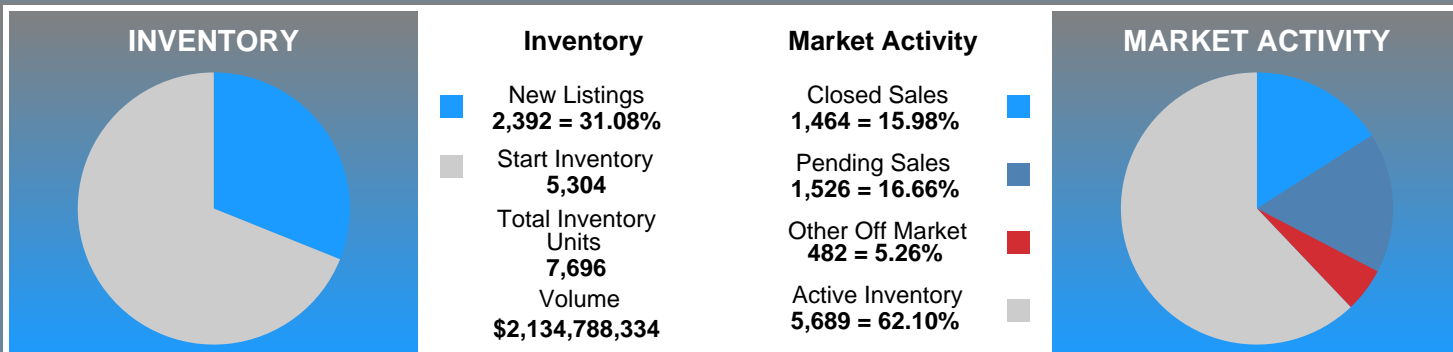 INVENTORY
Inventory
New Listings
2,392 = 31.08%
Start Inventory
5,304
Total Inventory
Units
7,696
Volume
$2,134,788,334
Market Activity
Closed Sales
1,464 = 15.98%
Pending Sales
1,526 = 16.66%
Other Off Market
482 = 5.26%
Active Inventory
5,689 = 62.10%
MARKET ACTIVITY